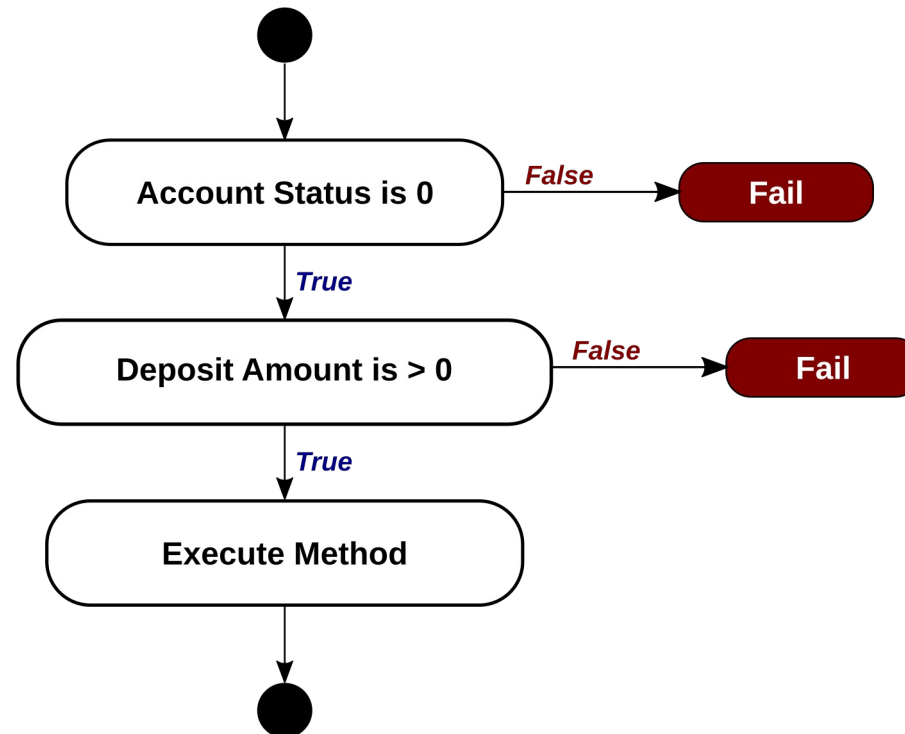 Account Status is 0
False
Fail
True
Deposit Amount is > 0
False
Fail
True
Execute Method